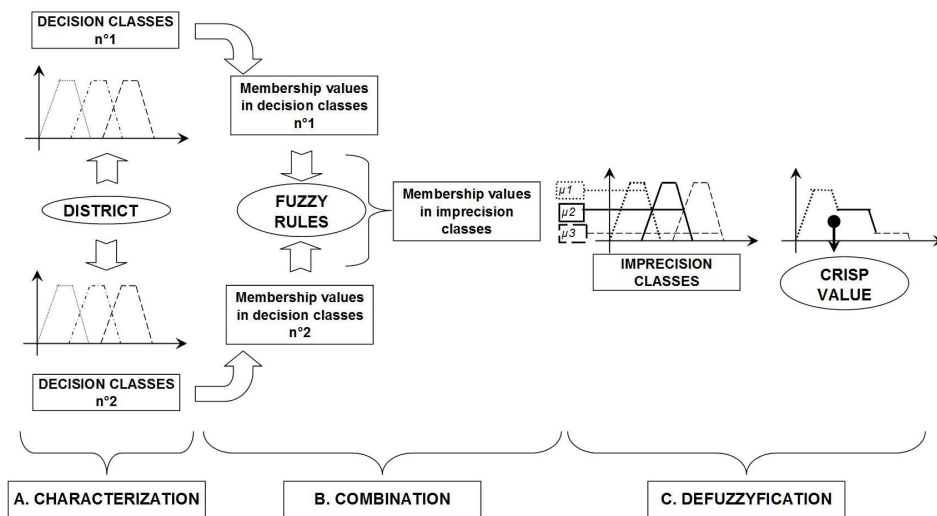 DECISION CLASSES
n°1
Membership values
in decision classes
n°1
DISTRICT
FUZZY
RULES
Membership values
in imprecision
classes
Membership values
in decision classes
n°2
DECISION CLASSES
n°2
μ1
μ2
μ3
IMPRECISION
CLASSES
CRISP
VALUE
A. CHARACTERIZATION
B. COMBINATION
C. DEFUZZYFICATION